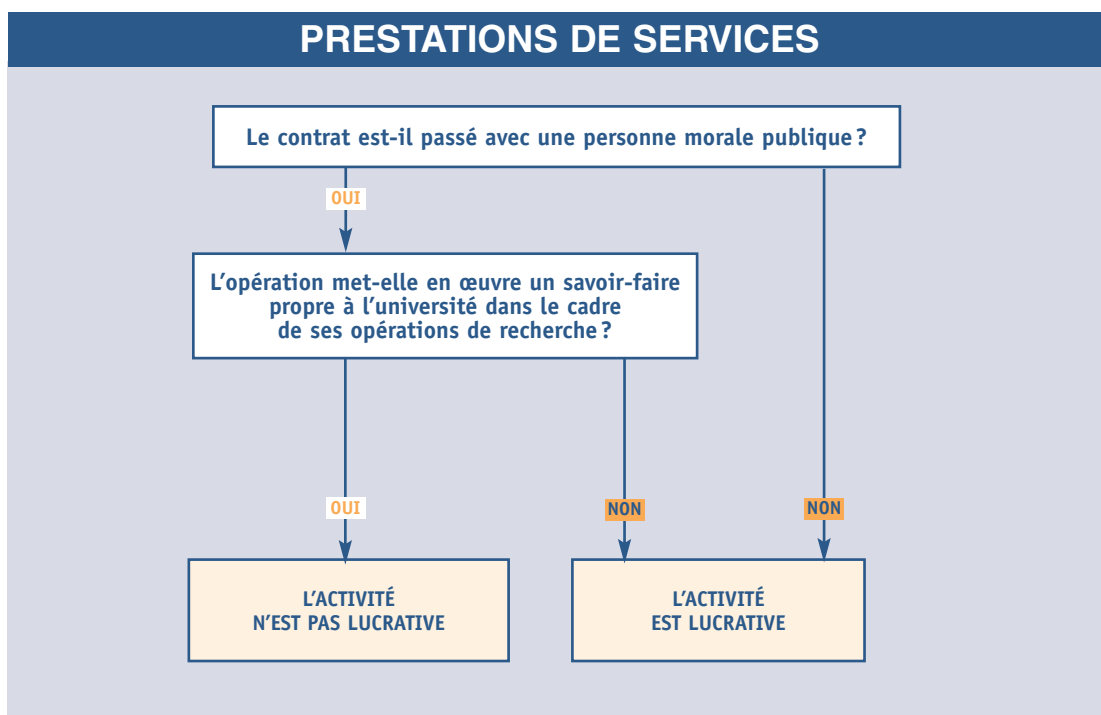 PRESTATIONS DE SERVICES
Le contrat est-il passé avec une personne morale publique ?
OUI
L'opération met-elle en œuvre un savoir-faire
propre à l'université dans le cadre
de ses opérations de recherche ?
OUI
NON
NON
L'ACTIVITÉ
N'EST PAS LUCRATIVE
L'ACTIVITÉ
EST LUCRATIVE